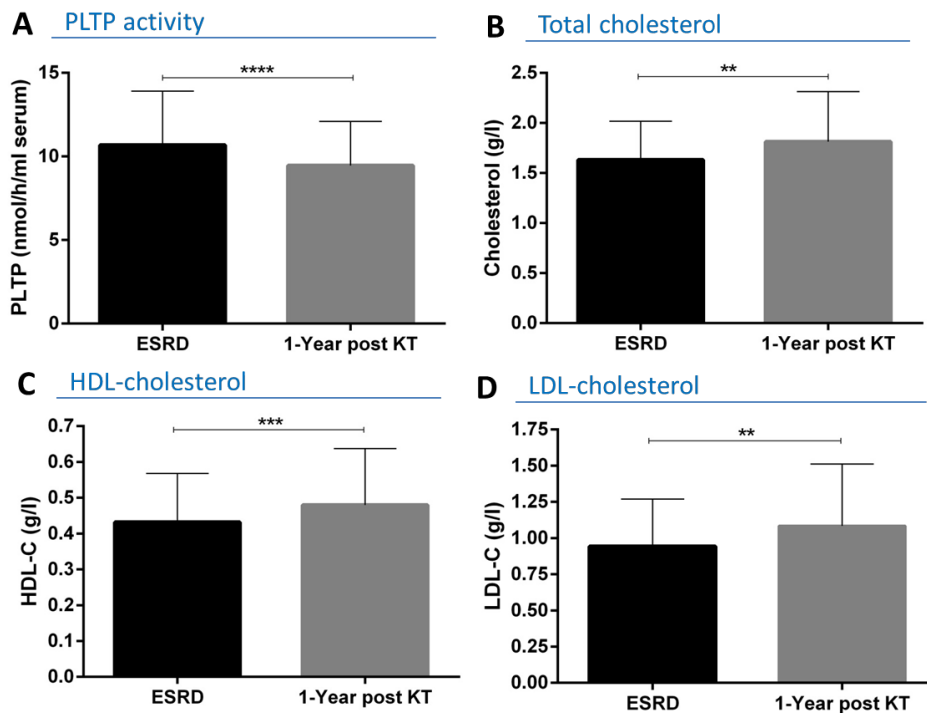 A PLTP activity
****
PLTP (nmol/h/ml serum)
15
10
5
0
ESRD 1-Year post KT
B Total cholesterol
**
Cholesterol (g/l)
2.5
2.0
1.5
1.0
0.5
0.0
ESRD 1-Year post KT
C HDL-cholesterol
***
HDL-C (g/l)
0.7
0.6
0.5
0.4
0.3
0.2
0.1
0.0
ESRD 1-Year post KT
D LDL-cholesterol
**
LDL-C (g/l)
1.75
1.50
1.25
1.00
0.75
0.50
0.25
0.00
ESRD 1-Year post KT